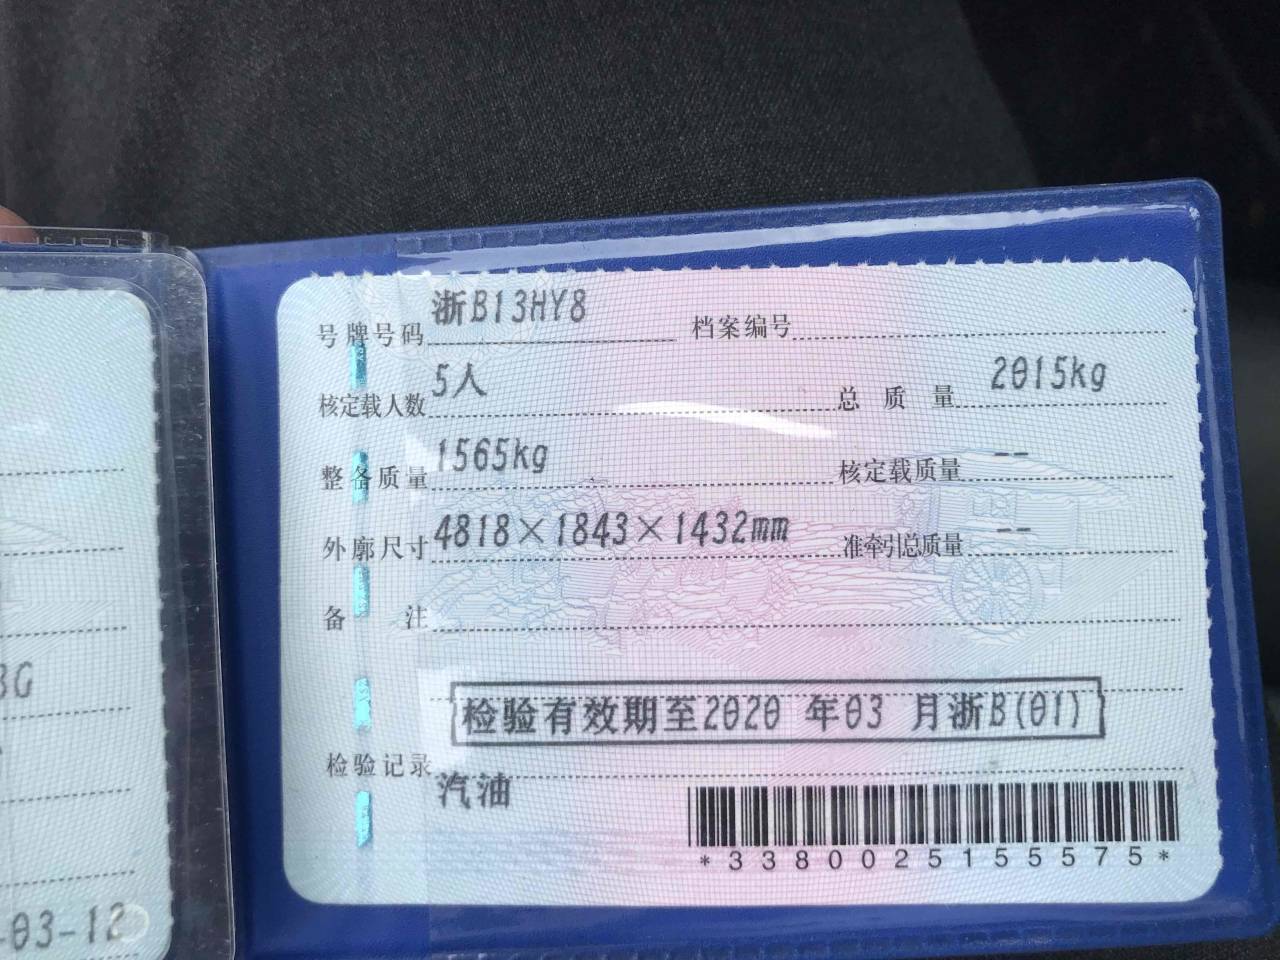 号牌号码 浙B13HY8 档案编号
核定载人数 5人 总质量 2015kg
整备质量 1565kg 核定载质量 --
外廓尺寸 4818×1843×1432mm 准牵引总质量 --
备注
检验有效期至2020 年03 月浙B(01)
检验记录
汽油
*3380025155575*
3G
-03-12